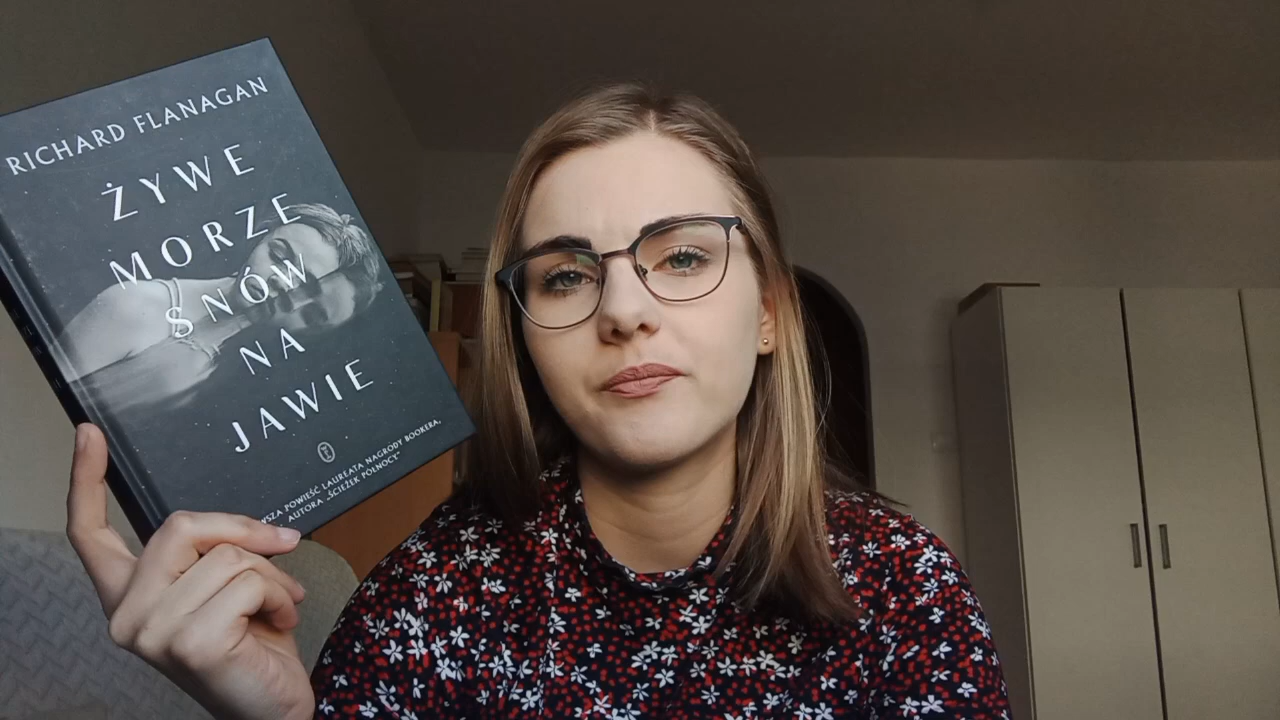 RICHARD FLANAGAN
ŻYWE
MORZE
SNÓW
NA
JAWIE
POWIEŚĆ LAUREATA NAGRODY BOOKERA,
AUTORA „ŚCIEŻEK PÓŁNOCY”